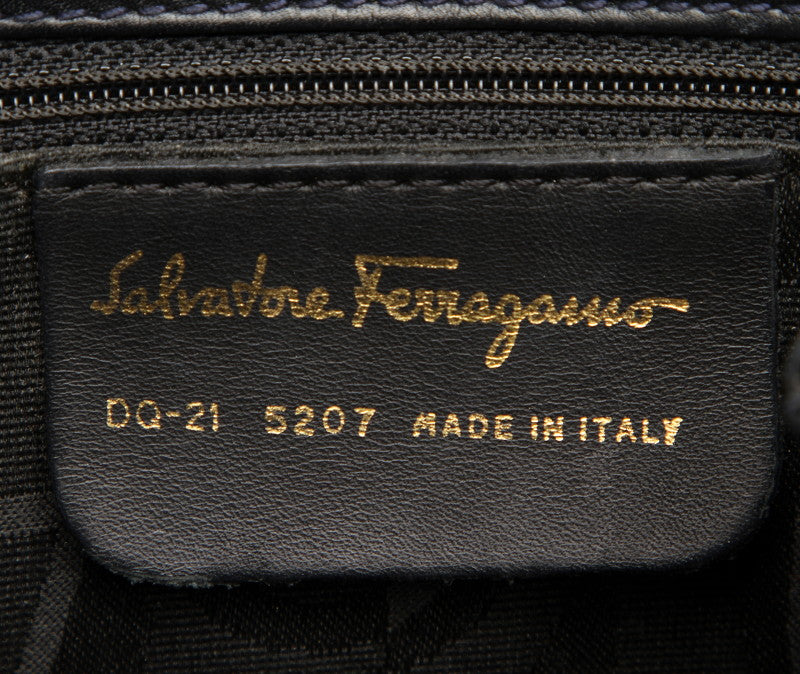 Salvatore Ferragamo
DQ-21 5207 MADE IN ITALY